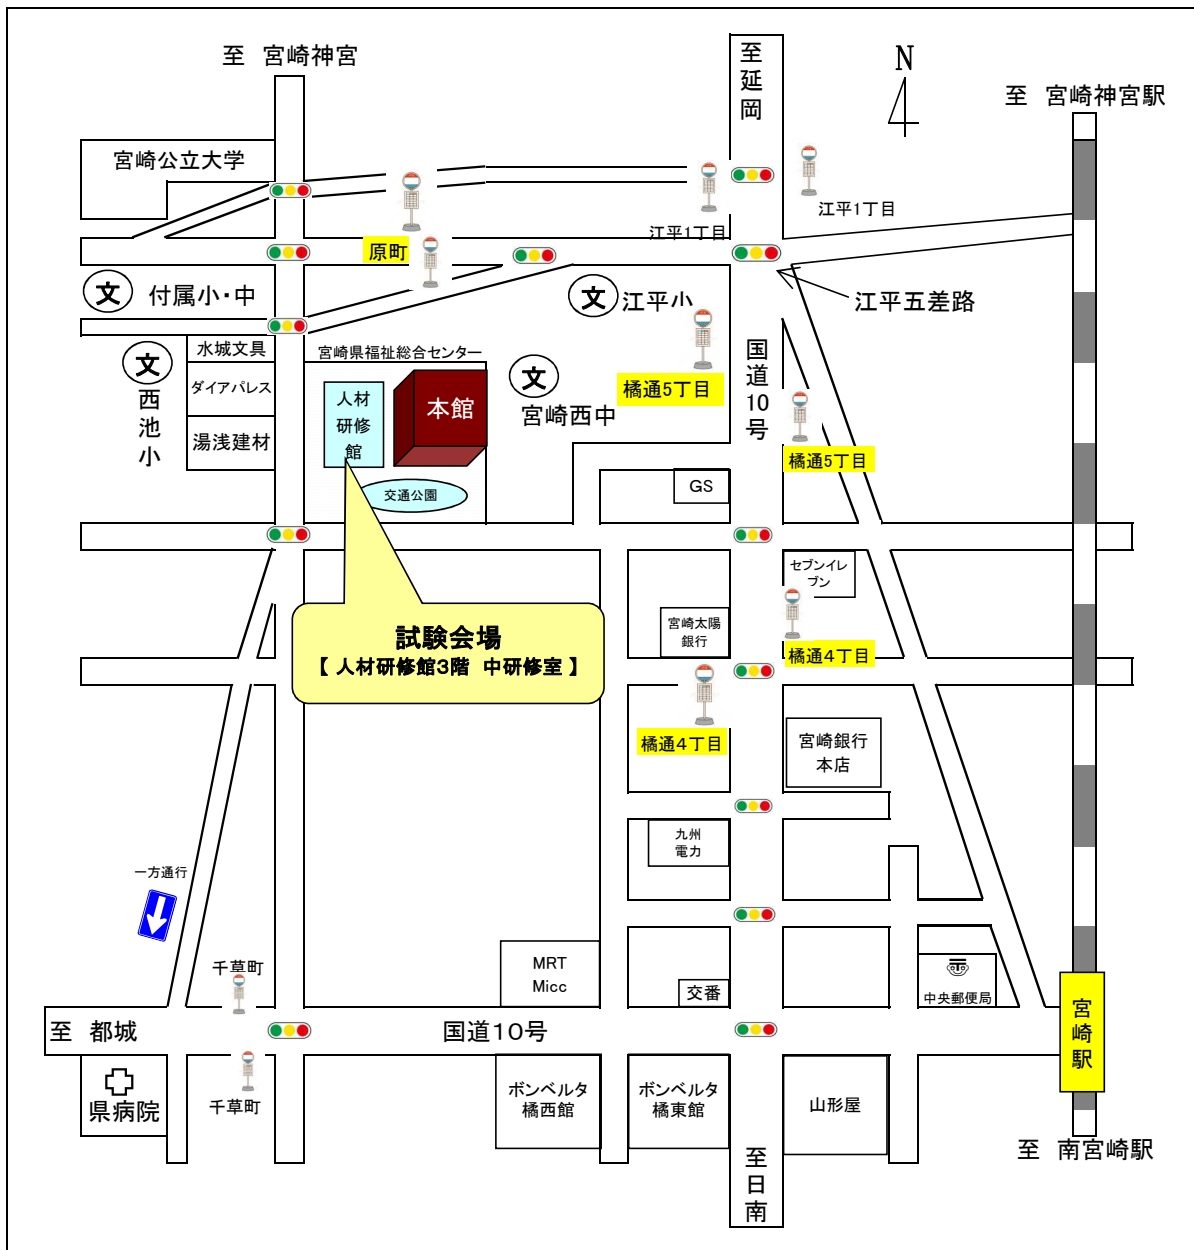 至 宮崎神宮
至延岡
N
至 宮崎神宮駅
宮崎公立大学
江平1丁目
江平1丁目
原町
文
付属小・中
文
江平小
江平五差路
水城文具
宮崎県福祉総合センター
文
西池小
ダイアパレス
湯浅建材
人材
研修
館
本館
文
宮崎西中
橘通5丁目
国道10号
橘通5丁目
交通公園
GS
セブンイレ
ブン
試験会場
【 人材研修館3階 中研修室 】
宮崎太陽
銀行
橘通4丁目
橘通4丁目
宮崎銀行
本店
九州
電力
一方通行
千草町
MRT
Micc
交番
〒
中央郵便局
宮崎駅
至 都城
国道10号
県病院
千草町
ボンベルタ
橘西館
ボンベルタ
橘東館
山形屋
至日南
至 南宮崎駅